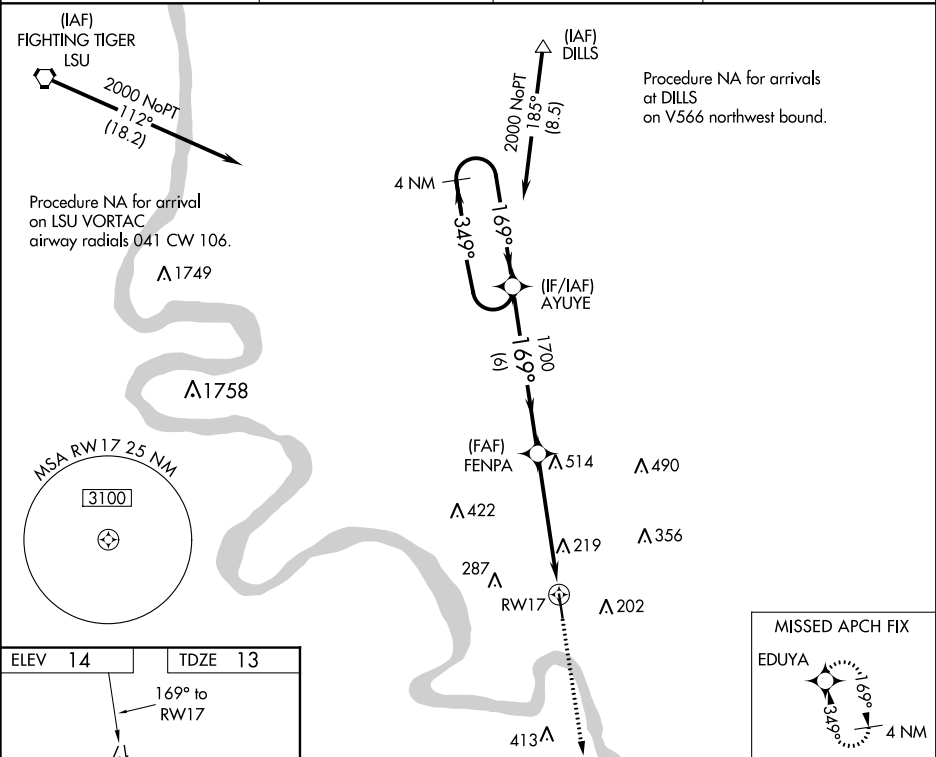 (IAF)
FIGHTING TIGER
LSU
2000 NoPT
112°
(18.2)
(IAF)
DILLS
2000 NoPT
185°
(8.5)
Procedure NA for arrivals
at DILLS
on V566 northwest bound.
4 NM
349°
169°
Procedure NA for arrival
on LSU VORTAC
airway radials 041 CW 106.
1749
(IF/IAF)
AYUYE
1700
169°
(6)
1758
MSA RW17 25 NM
3100
(FAF)
FENPA
514
490
422
219
356
287
RW17
202
ELEV 14
TDZE 13
169° to
RW17
413
MISSED APCH FIX
EDUYA
169°
349°
4 NM